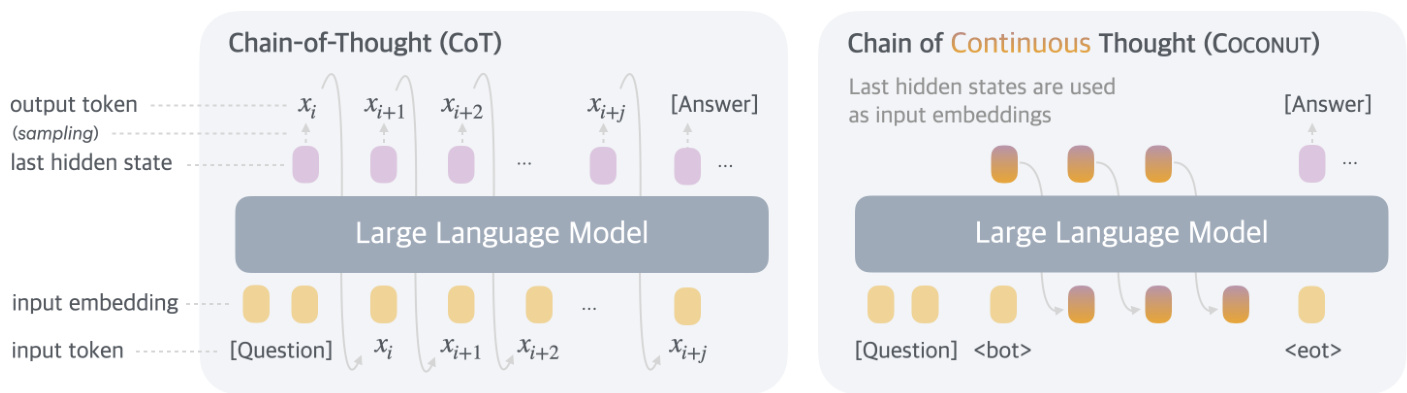 Chain-of-Thought (CoT)
output token
(sampling)
last hidden state
x_i x_{i+1} x_{i+2} x_{i+j} [Answer]
... ...
Large Language Model
input embedding
...
input token
[Question] x_i x_{i+1} x_{i+2} x_{i+j}
Chain of Continuous Thought (COCONUT)
Last hidden states are used
as input embeddings
[Answer]
...
Large Language Model
[Question] <bot> <eot>